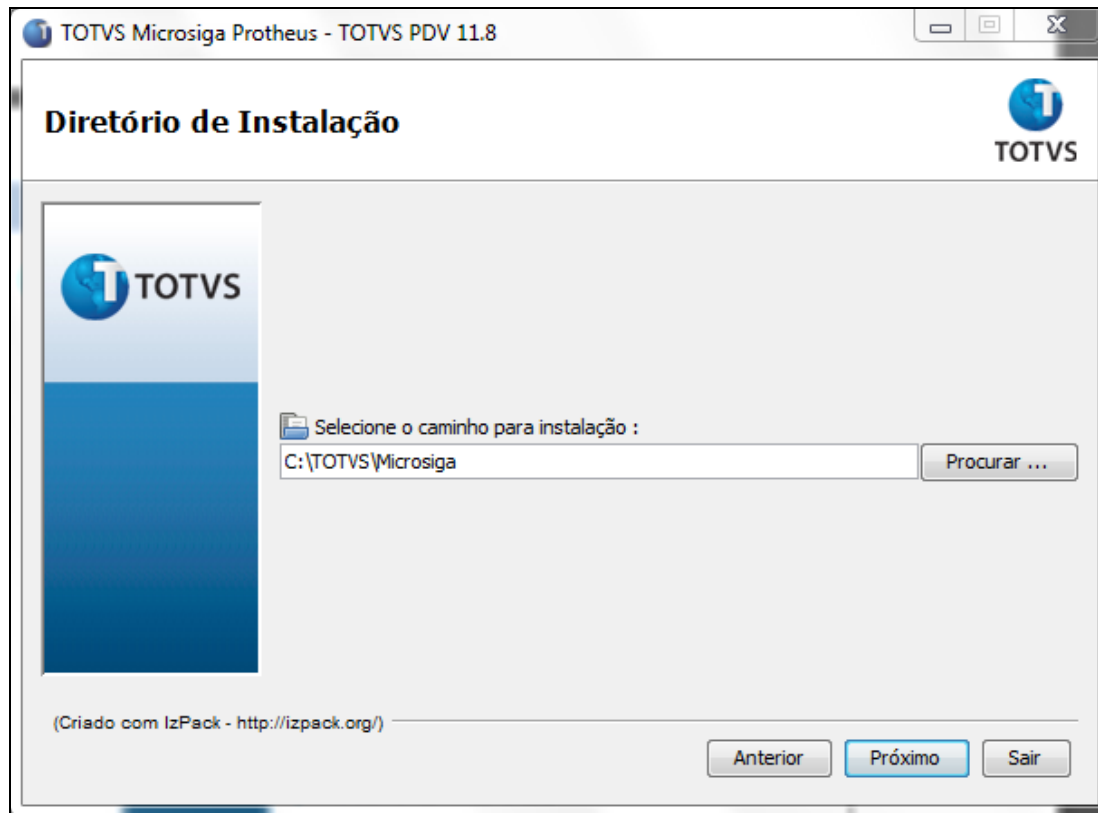 TOTVS Microsiga Protheus - TOTVS PDV 11.8
Diretório de Instalação
TOTVS
TOTVS
Selecione o caminho para instalação :
C:\TOTVS\Microsiga
Procurar ...
(Criado com IzPack - http://izpack.org/)
Anterior
Próximo
Sair